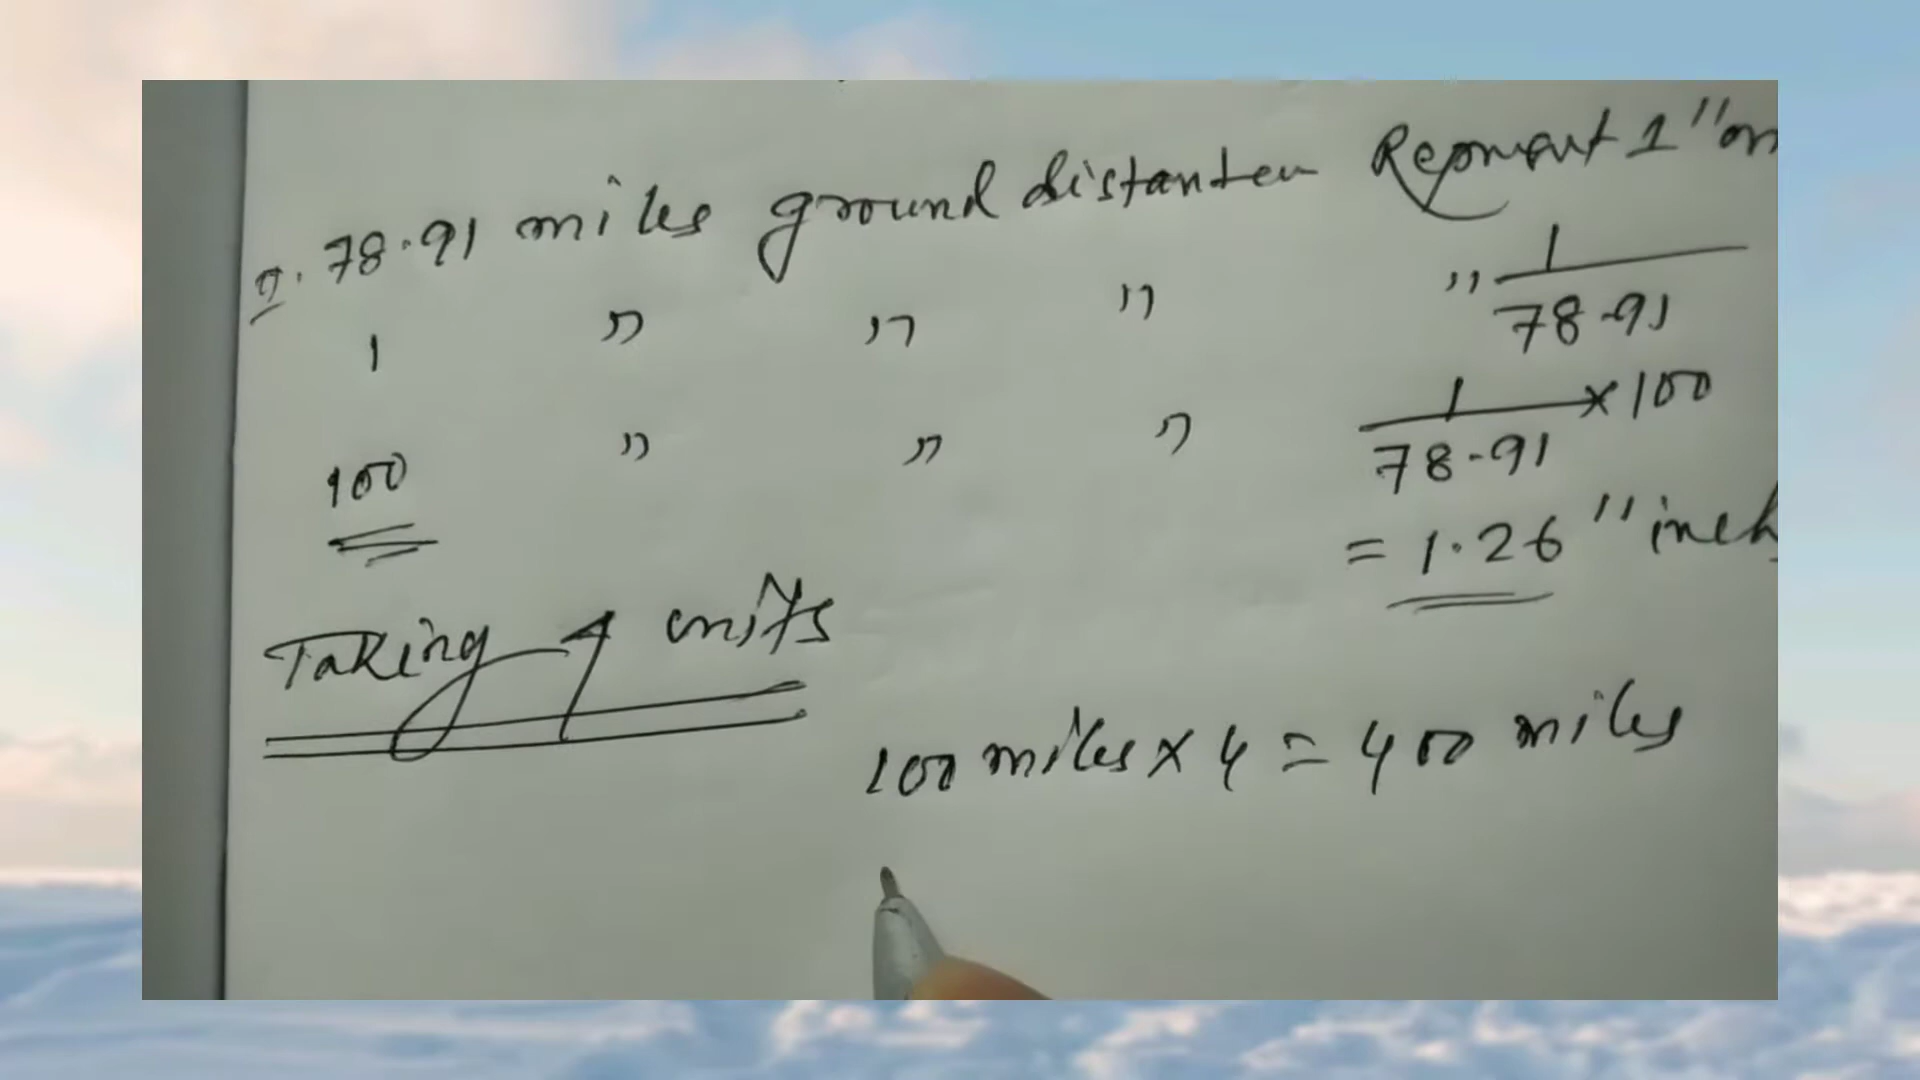 π. 78.91 miles ground distanten Represent 1" on
1 " " " " 1/78.91
100 " " " 1/78.91 × 100
= 1.26" inch
Taking 4 units
100 miles × 4 = 400 miles